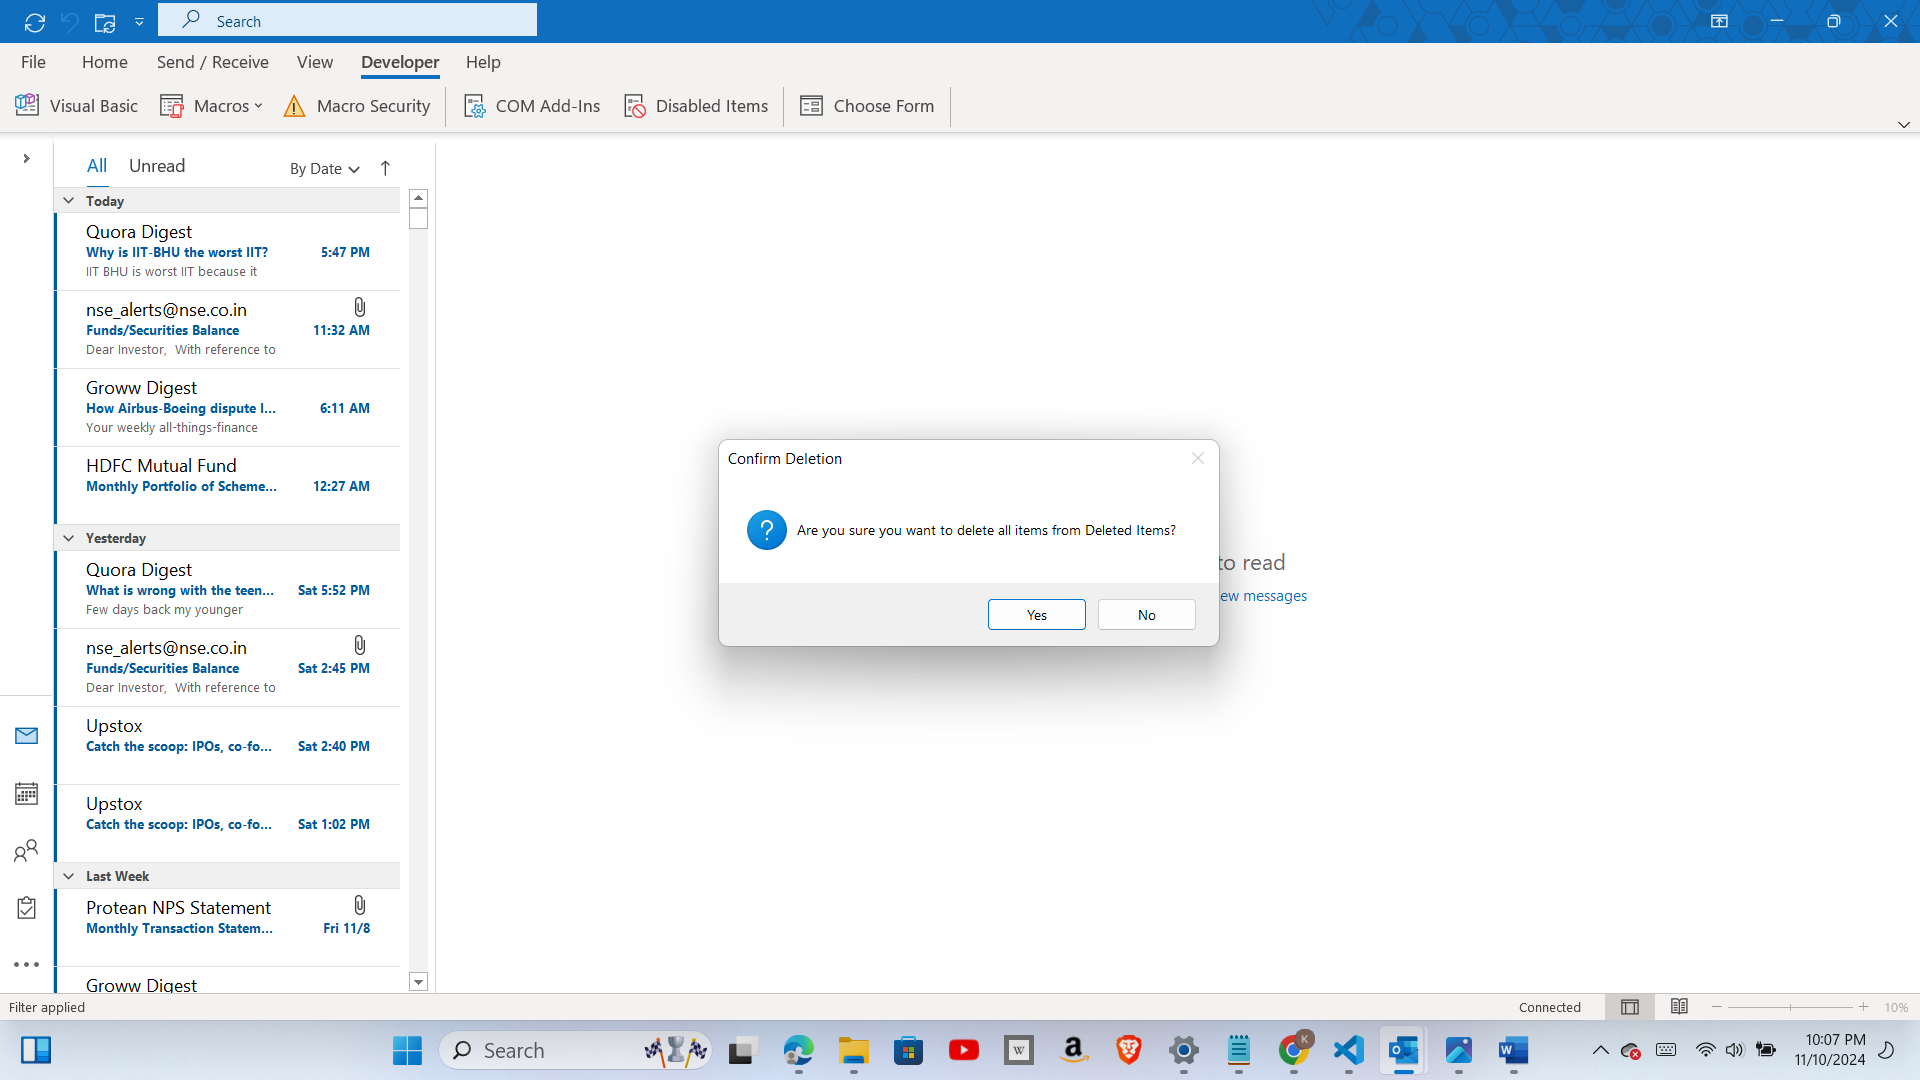 Search
File Home Send / Receive View Developer Help
Visual Basic Macros Macro Security COM Add-Ins Disabled Items Choose Form
All Unread By Date
Today
Quora Digest
Why is IIT-BHU the worst IIT? 5:47 PM
IIT BHU is worst IIT because it
nse_alerts@nse.co.in
Funds/Securities Balance 11:32 AM
Dear Investor, With reference to
Groww Digest
How Airbus-Boeing dispute l... 6:11 AM
Your weekly all-things-finance
HDFC Mutual Fund
Monthly Portfolio of Scheme... 12:27 AM
Yesterday
Quora Digest
What is wrong with the teen... Sat 5:52 PM
Few days back my younger
nse_alerts@nse.co.in
Funds/Securities Balance Sat 2:45 PM
Dear Investor, With reference to
Upstox
Catch the scoop: IPOs, co-fo... Sat 2:40 PM
Upstox
Catch the scoop: IPOs, co-fo... Sat 1:02 PM
Last Week
Protean NPS Statement
Monthly Transaction Statem... Fri 11/8
Groww Digest
Confirm Deletion
Are you sure you want to delete all items from Deleted Items?
Yes No
to read
ew messages
Filter applied Connected 10%
Search
10:07 PM
11/10/2024